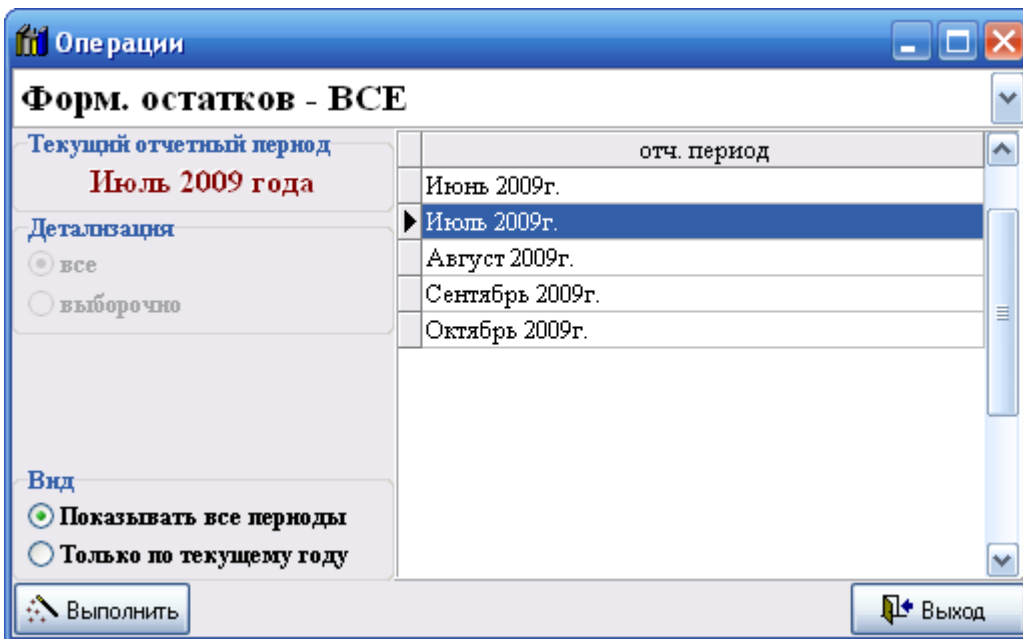 Операции
Форм. остатков - ВСЕ
Текущий отчетный период
Июль 2009 года
Детализация
все
выборочно
Вид
Показывать все периоды
Только по текущему году
отч. период
Июнь 2009г.
Июль 2009г.
Август 2009г.
Сентябрь 2009г.
Октябрь 2009г.
Выполнить
Выход